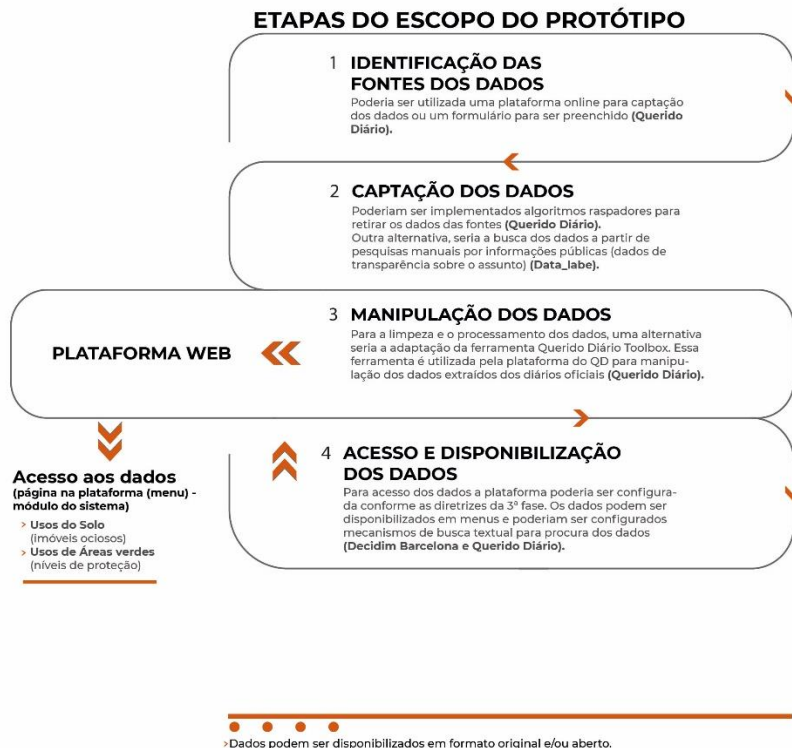 ETAPAS DO ESCOPO DO PROTÓTIPO
1 IDENTIFICAÇÃO DAS
FONTES DOS DADOS
Poderia ser utilizada uma plataforma online para captação
dos dados ou um formulário para ser preenchido (Querido
Diário).
2 CAPTAÇÃO DOS DADOS
Poderiam ser implementados algoritmos raspadores para
retirar os dados das fontes (Querido Diário).
Outra alternativa, seria a busca dos dados a partir de
pesquisas manuais por informações públicas (dados de
transparência sobre o assunto) (Data_labe).
3 MANIPULAÇÃO DOS DADOS
Para a limpeza e o processamento dos dados, uma alternativa
seria a adaptação da ferramenta Querido Diário Toolbox. Essa
ferramenta é utilizada pela plataforma do QD para manipu-
lação dos dados extraídos dos diários oficiais (Querido Diário).
PLATAFORMA WEB
4 ACESSO E DISPONIBILIZAÇÃO
DOS DADOS
Para acesso dos dados a plataforma poderia ser configura-
da conforme as diretrizes da 3ª fase. Os dados podem ser
disponibilizados em menus e poderiam ser configurados
mecanismos de busca textual para procura dos dados
(Decidim Barcelona e Querido Diário).
Acesso aos dados
(página na plataforma (menu) -
módulo do sistema)
> Usos do Solo
(imóveis ociosos)
> Usos de Áreas verdes
(níveis de proteção)
>Dados podem ser disponibilizados em formato original e/ou aberto.